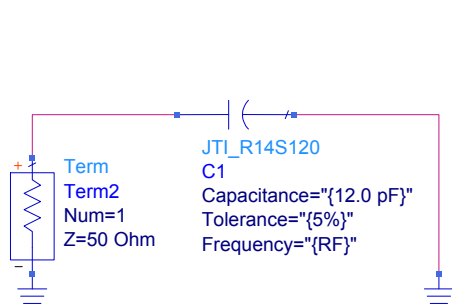 +
Term
Term2
Num=1
Z=50 Ohm
−
JTI_R14S120
C1
Capacitance="{12.0 pF}"
Tolerance="{5%}"
Frequency="{RF}"